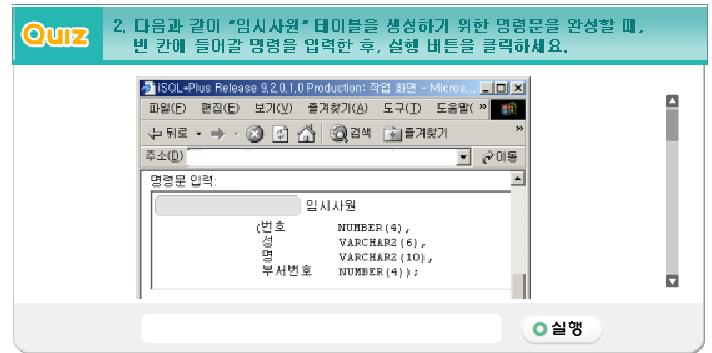 Quiz 2. 다음과 같이 "임시사원" 테이블을 생성하기 위한 명령문을 완성할 때,
빈 칸에 들어갈 명령을 입력한 후, 실행 버튼을 클릭하세요.
iSQL*Plus Release 9.2.0.1.0 Production: 작업 화면 - Micros...
파일(F) 편집(E) 보기(V) 즐겨찾기(A) 도구(T) 도움말( »
뒤로 검색 즐겨찾기 »
주소(D) 이동
명령문 입력:
임시사원
(번호 NUMBER(4),
성 VARCHAR2(6),
명 VARCHAR2(10),
부서번호 NUMBER(4));
실행